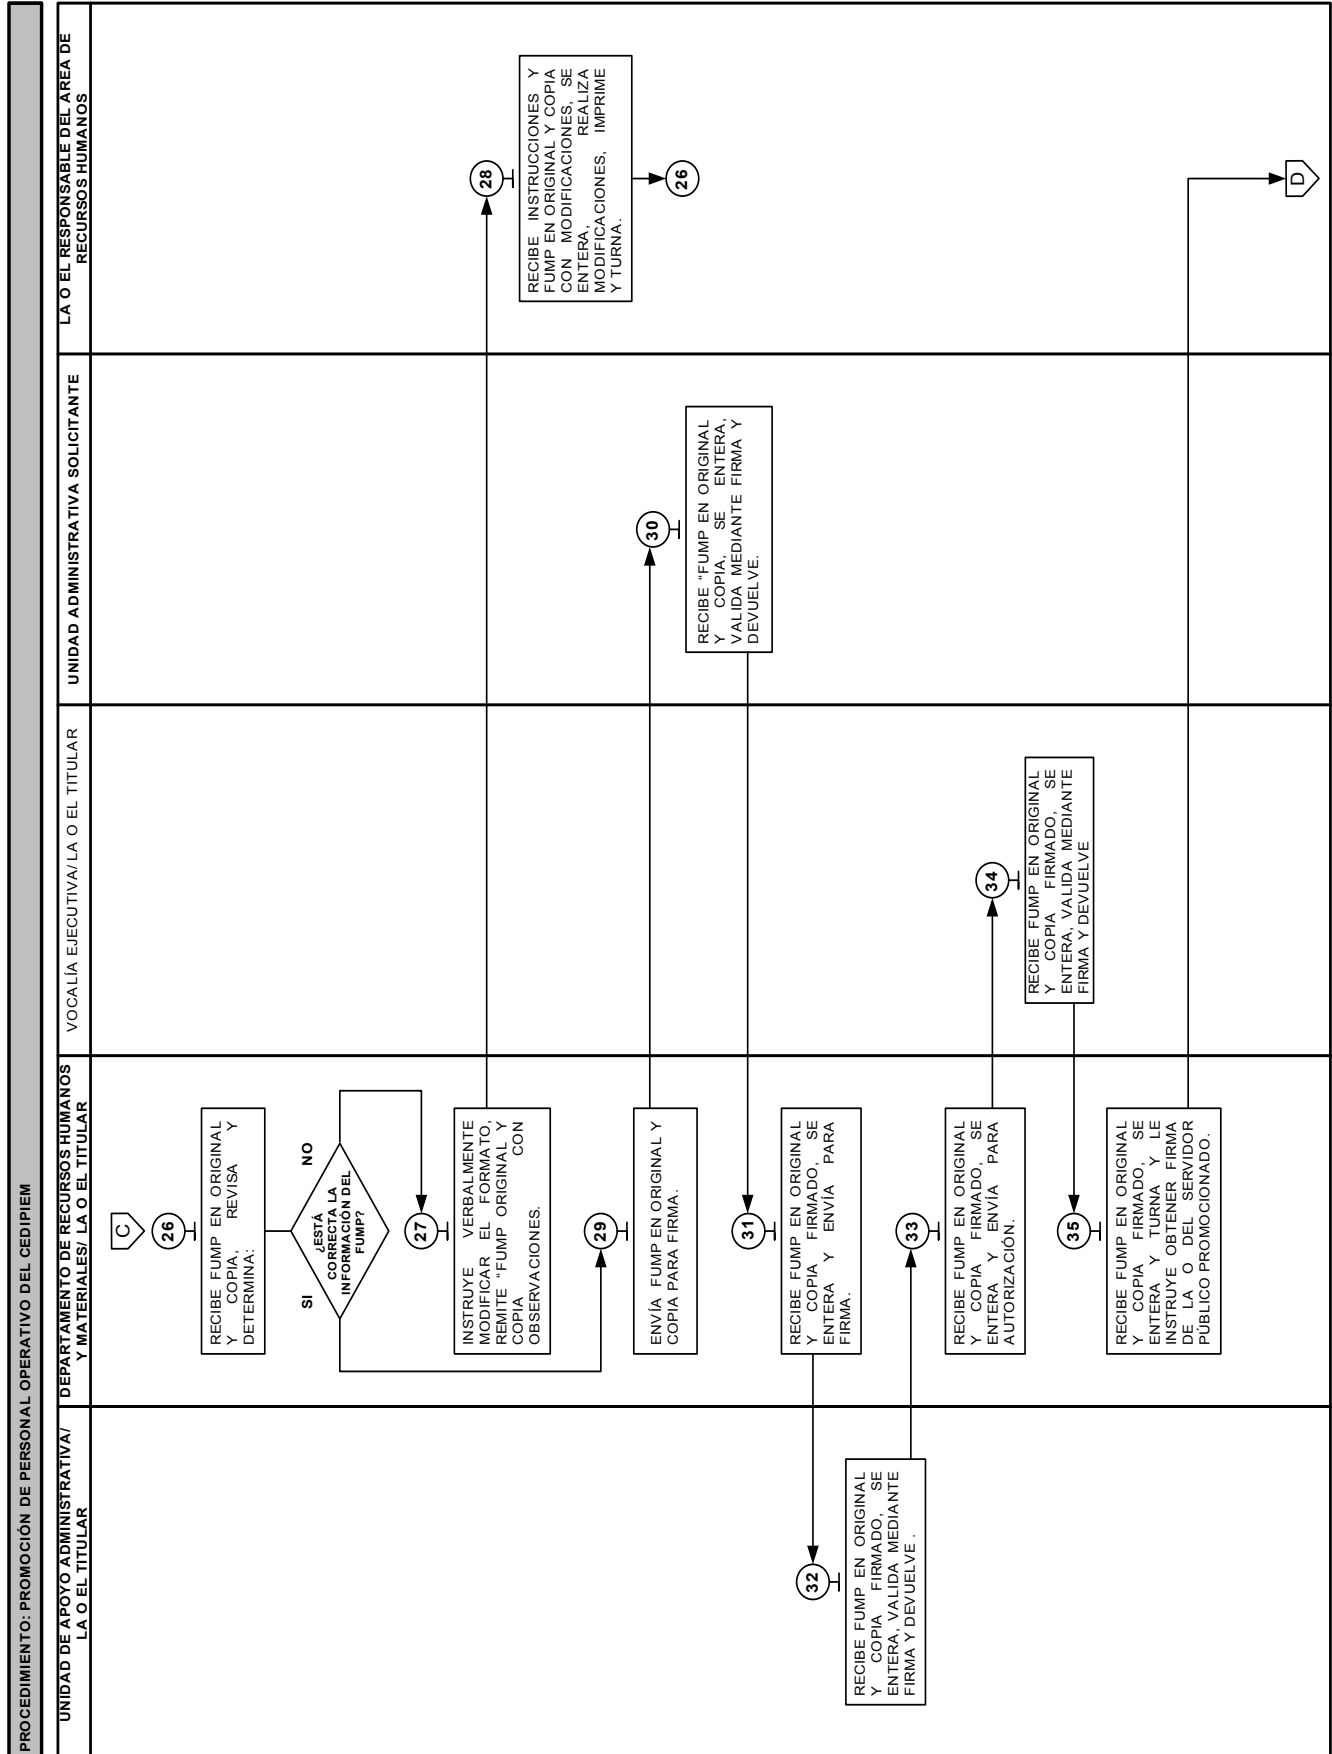 PROCEDIMIENTO: PROMOCIÓN DE PERSONAL OPERATIVO DEL CEDIPIEM
UNIDAD DE APOYO ADMINISTRATIVA/
LA O EL TITULAR
DEPARTAMENTO DE RECURSOS HUMANOS
Y MATERIALES/ LA O EL TITULAR
VOCALÍA EJECUTIVA/ LA O EL TITULAR
UNIDAD ADMINISTRATIVA SOLICITANTE
LA O EL RESPONSABLE DEL AREA DE
RECURSOS HUMANOS
C
26
RECIBE FUMP EN ORIGINAL
Y COPIA, REVISA Y
DETERMINA:
¿ESTÁ
CORRECTA LA
INFORMACIÓN DEL
FUMP?
SI
NO
27
INSTRUYE VERBALMENTE
MODIFICAR EL FORMATO,
REMITE “FUMP ORIGINAL Y
COPIA CON
OBSERVACIONES.
28
RECIBE INSTRUCCIONES Y
FUMP EN ORIGINAL Y COPIA
CON MODIFICACIONES, SE
ENTERA, REALIZA
MODIFICACIONES, IMPRIME
Y TURNA.
26
29
ENVÍA FUMP EN ORIGINAL Y
COPIA PARA FIRMA.
30
RECIBE “FUMP EN ORIGINAL
Y COPIA, SE ENTERA,
VALIDA MEDIANTE FIRMA Y
DEVUELVE.
31
RECIBE FUMP EN ORIGINAL
Y COPIA FIRMADO, SE
ENTERA Y ENVÍA PARA
FIRMA.
32
RECIBE FUMP EN ORIGINAL
Y COPIA FIRMADO, SE
ENTERA, VALIDA MEDIANTE
FIRMA Y DEVUELVE .
33
RECIBE FUMP EN ORIGINAL
Y COPIA FIRMADO, SE
ENTERA Y ENVÍA PARA
AUTORIZACIÓN.
34
RECIBE FUMP EN ORIGINAL
Y COPIA FIRMADO, SE
ENTERA, VALIDA MEDIANTE
FIRMA Y DEVUELVE
35
RECIBE FUMP EN ORIGINAL
Y COPIA FIRMADO, SE
ENTERA Y TURNA Y LE
INSTRUYE OBTENER FIRMA
DE LA O DEL SERVIDOR
PÚBLICO PROMOCIONADO.
D